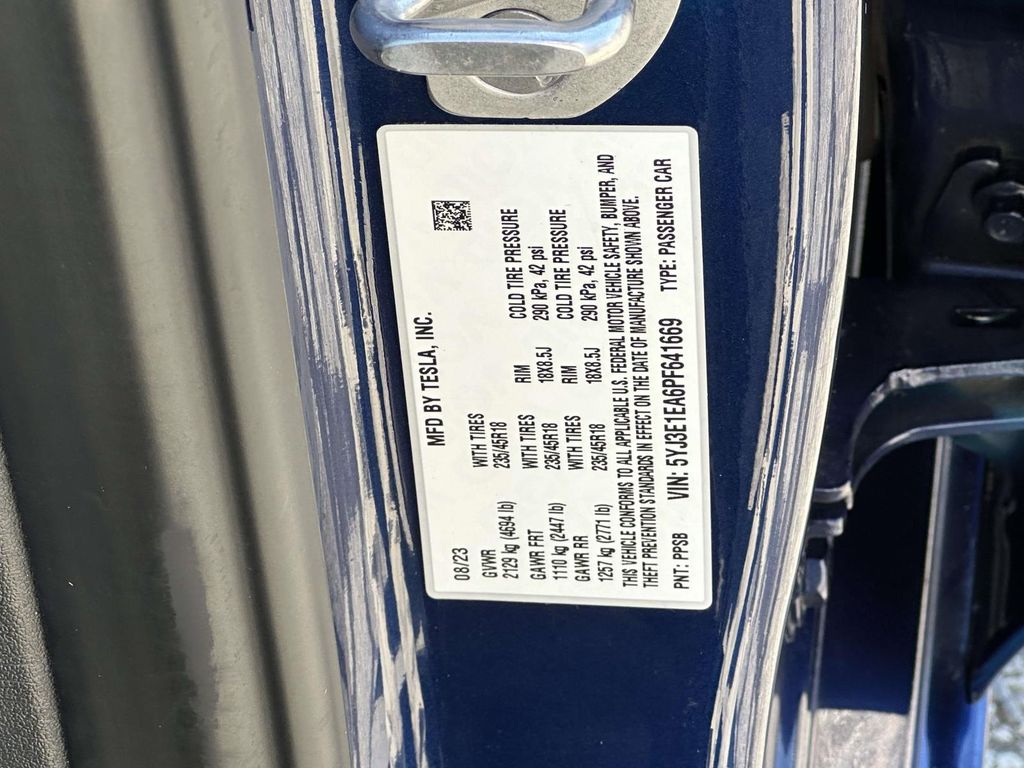 MFD BY TESLA, INC.
08/23
GVWR WITH TIRES RIM COLD TIRE PRESSURE
2129 kg (4694 lb) 235/45R18 18X8.5J 290 kPa, 42 psi
GAWR FRT WITH TIRES RIM COLD TIRE PRESSURE
1110 kg (2447 lb) 235/45R18 18X8.5J 290 kPa, 42 psi
GAWR RR WITH TIRES
1257 kg (2771 lb) 235/45R18
THIS VEHICLE CONFORMS TO ALL APPLICABLE U.S. FEDERAL MOTOR VEHICLE SAFETY, BUMPER, AND
THEFT PREVENTION STANDARDS IN EFFECT ON THE DATE OF MANUFACTURE SHOWN ABOVE.
PNT: PPSB VIN: 5YJ3E1EA6PF641669 TYPE: PASSENGER CAR